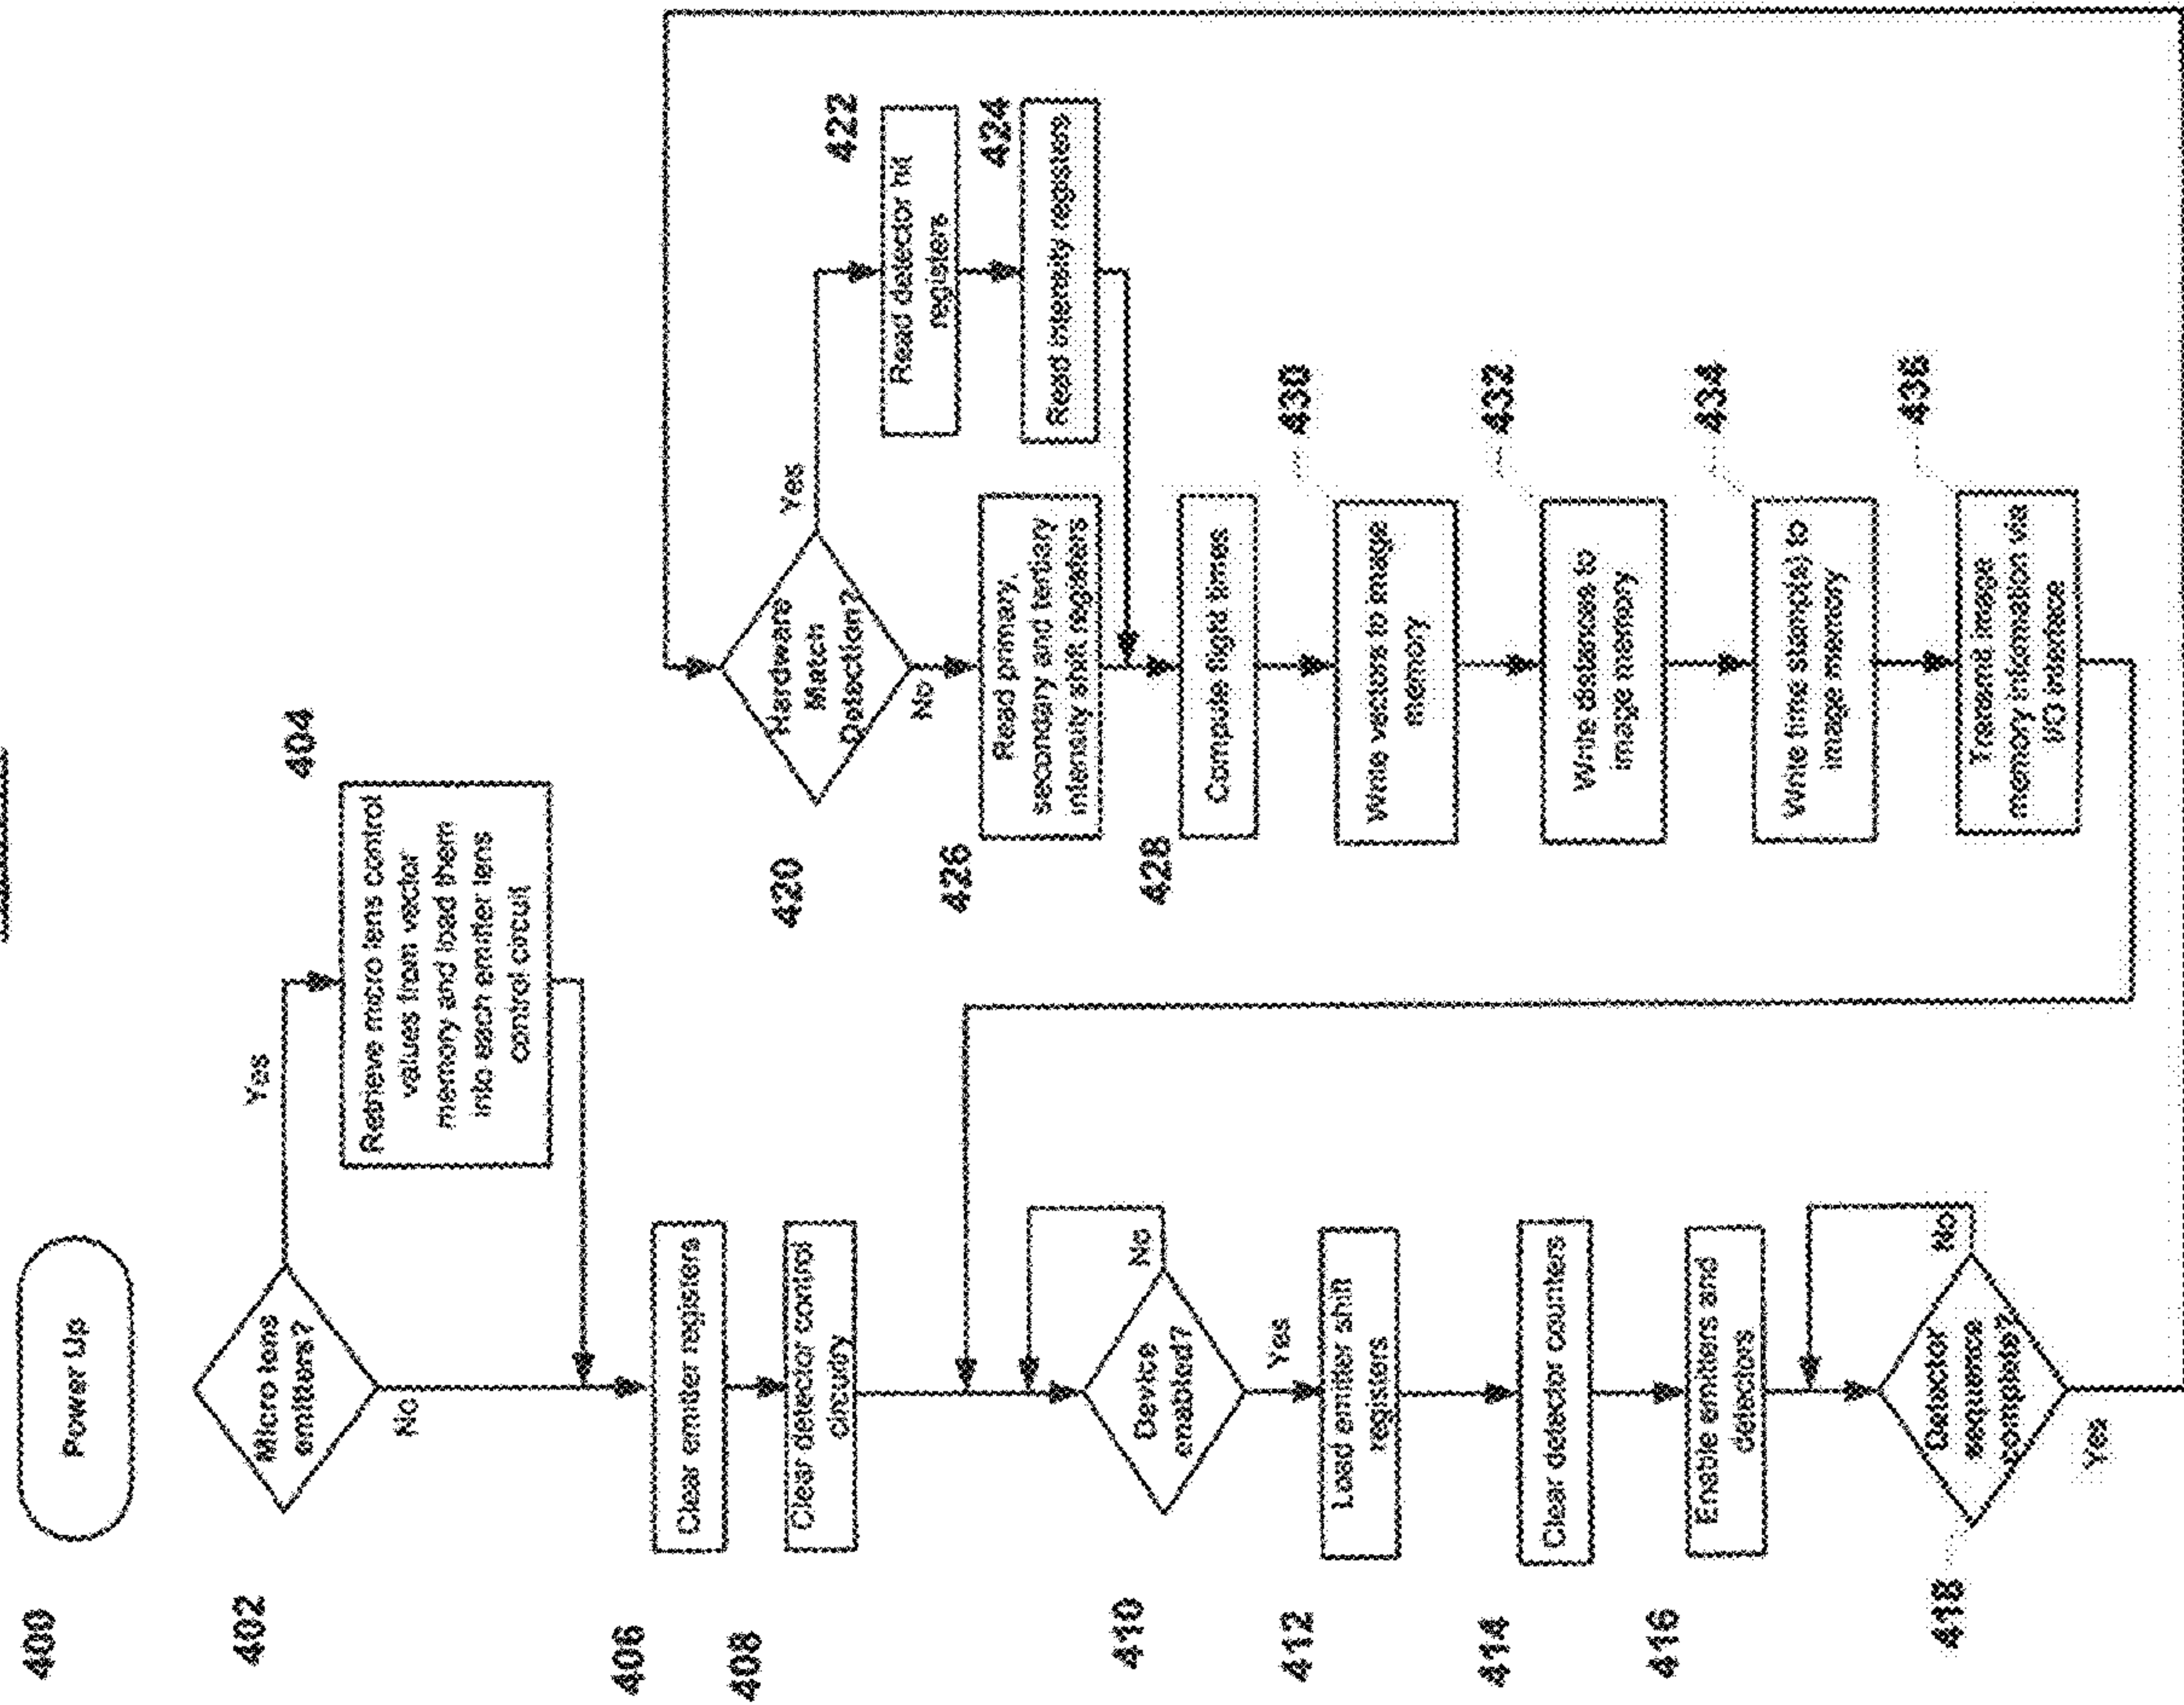 400
Power Up
402
Micro lens
emitters?
Yes
No
404
Retrieve micro lens control
values from vector
memory and load them
into each emitter lens
control circuit
406
Clear emitter registers
408
Clear detector control
circuitry
410
Device
enabled?
No
Yes
412
Load emitter shift
registers
414
Clear detector counters
416
Enable emitters and
detectors
418
Detector
sequence
complete?
No
Yes
420
Hardware
Match
Detection?
Yes
No
422
Read detector hit
registers
424
Read intensity registers
426
Read primary,
secondary and tertiary
intensity shift registers
428
Compute flight times
430
Write vectors to image
memory
432
Write distances to
image memory
434
Write time stamp(s) to
image memory
436
Transmit image
memory information via
I/O interface